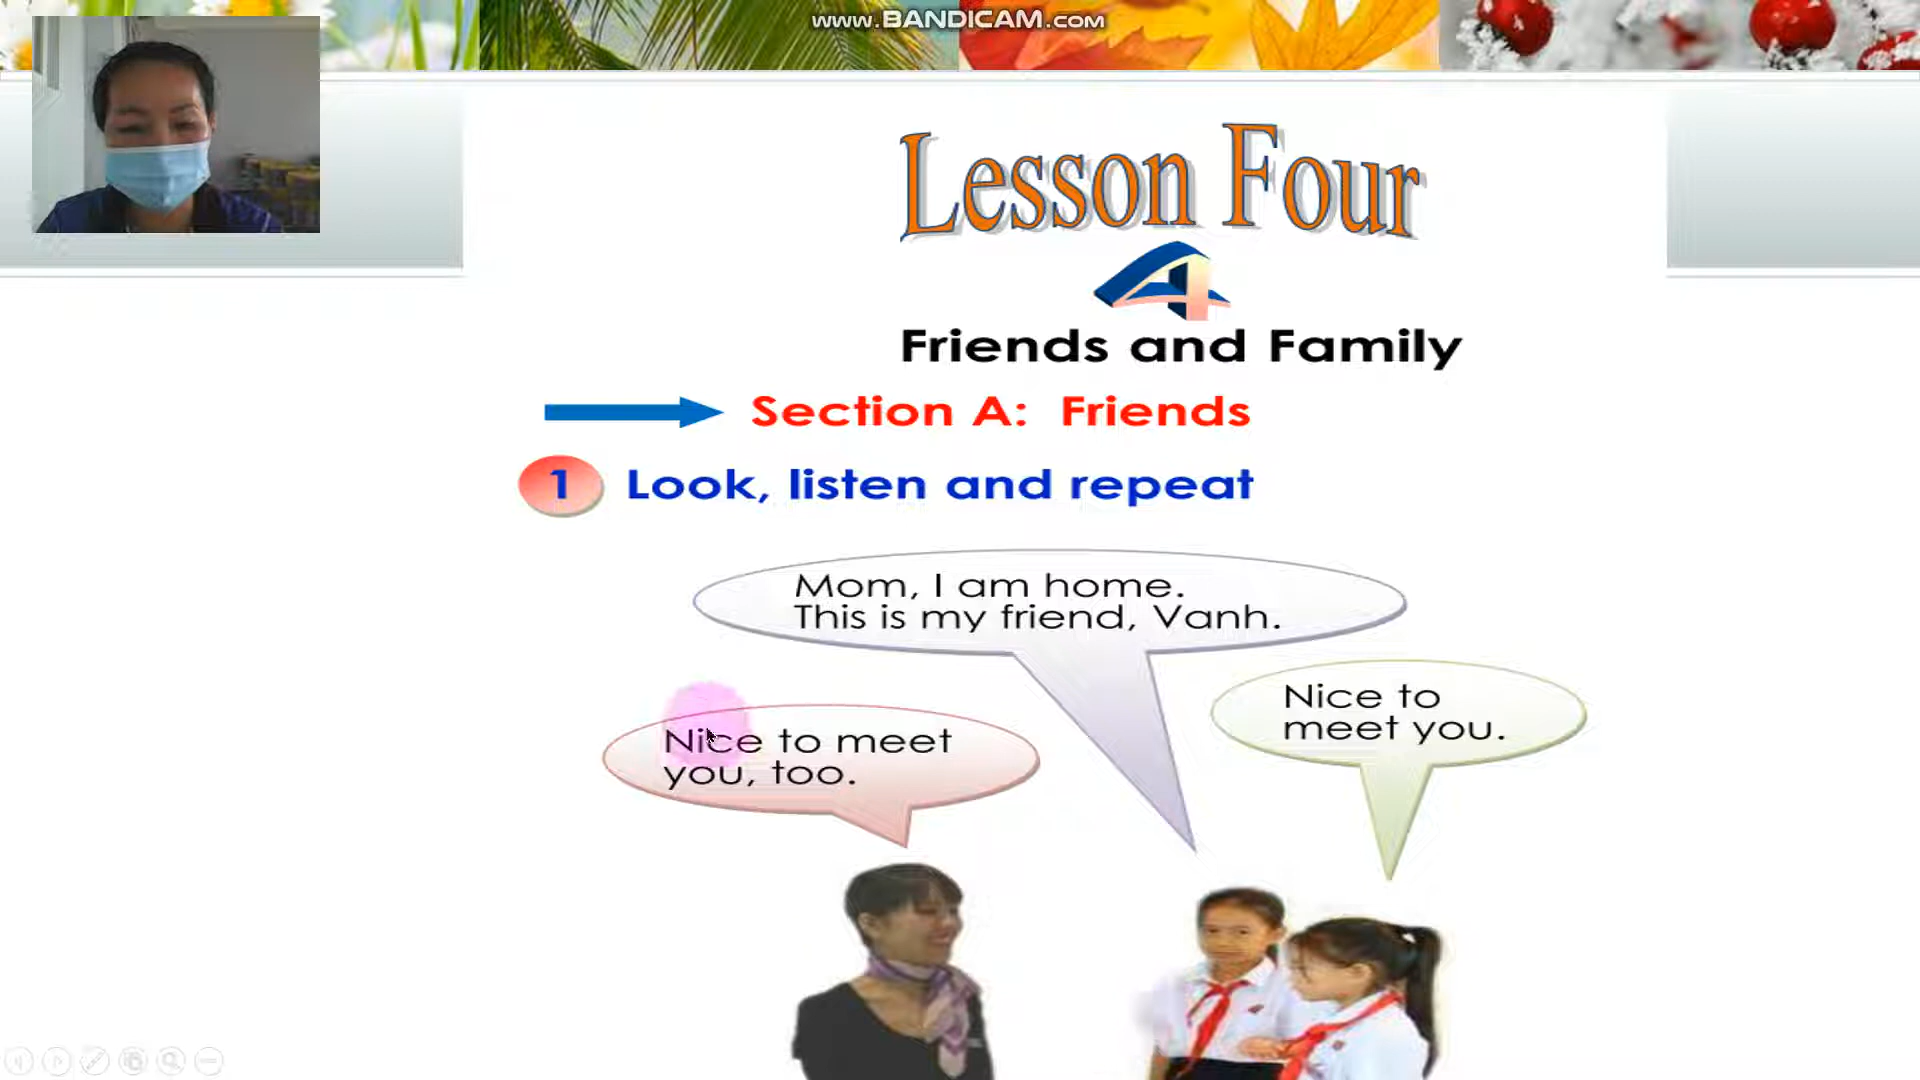 www.BANDICAM.com
Lesson Four
4
Friends and Family
Section A: Friends
1 Look, listen and repeat
Mom, I am home.
This is my friend, Vanh.
Nice to
meet you.
Nice to meet
you, too.